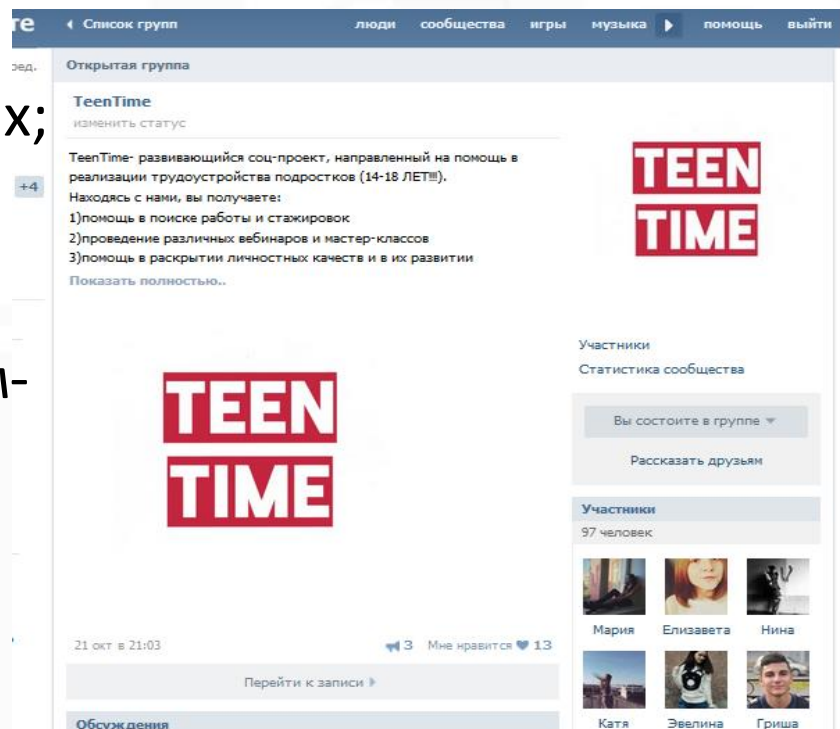 те
Список групп люди сообщества игры музыка помощь выйти
ред.
Открытая группа
х;
TeenTime
изменить статус
TeenTime- развивающийся соц-проект, направленный на помощь в
реализации трудоустройства подростков (14-18 ЛЕТ!!!).
+4
Находясь с нами, вы получаете:
1)помощь в поиске работы и стажировок
2)проведение различных вебинаров и мастер-классов
3)помощь в раскрытии личностных качеств и в их развитии
Показать полностью..
TEEN
TIME
Участники
Статистика сообщества
TEEN
TIME
Вы состоите в группе
Рассказать друзьям
Участники
97 человек
Мария Елизавета Нина
21 окт в 21:03 3 Мне нравится 13
Перейти к записи
Обсуждения
Катя Эвелина Гриша